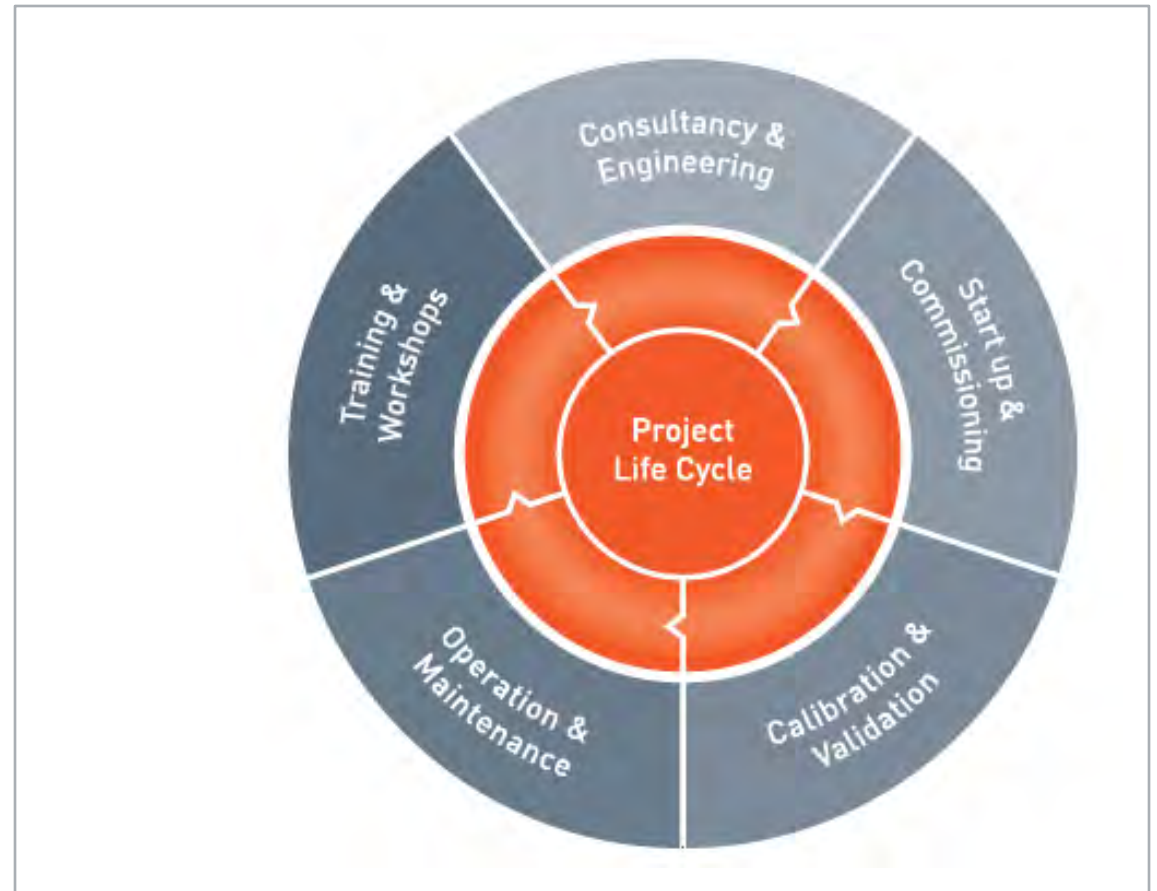 Consultancy &
Engineering
Start up &
Commissioning
Calibration &
Validation
Operation &
Maintenance
Training &
Workshops
Project
Life Cycle